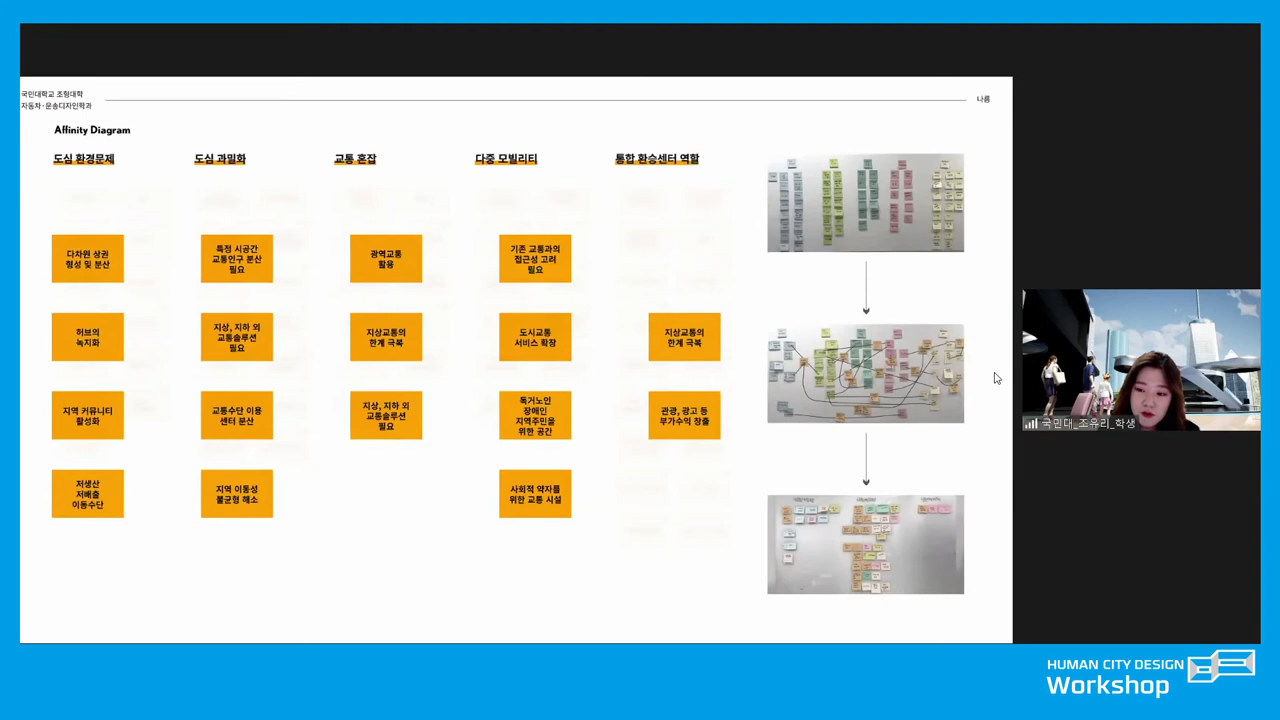 국민대학교 조형대학
자동차·운송디자인학과
나름
Affinity Diagram
도심 환경문제
도심 과밀화
교통 혼잡
다중 모빌리티
통합 환승센터 역할
다차원 상권
형성 및 분산
특정 시공간
교통인구 분산
필요
광역교통
활용
기존 교통과의
접근성 고려
필요
허브의
녹지화
지상, 지하 외
교통솔루션
필요
지상교통의
한계 극복
도시교통
서비스 확장
지상교통의
한계 극복
지역 커뮤니티
활성화
교통수단 이용
센터 분산
지상, 지하 외
교통솔루션
필요
독거노인
장애인
지역주민을
위한 공간
관광, 광고 등
부가수익 창출
저생산
저배출
이동수단
지역 이동성
불균형 해소
사회적 약자를
위한 교통 시설
국민대_조유리_학생
HUMAN CITY DESIGN
Workshop